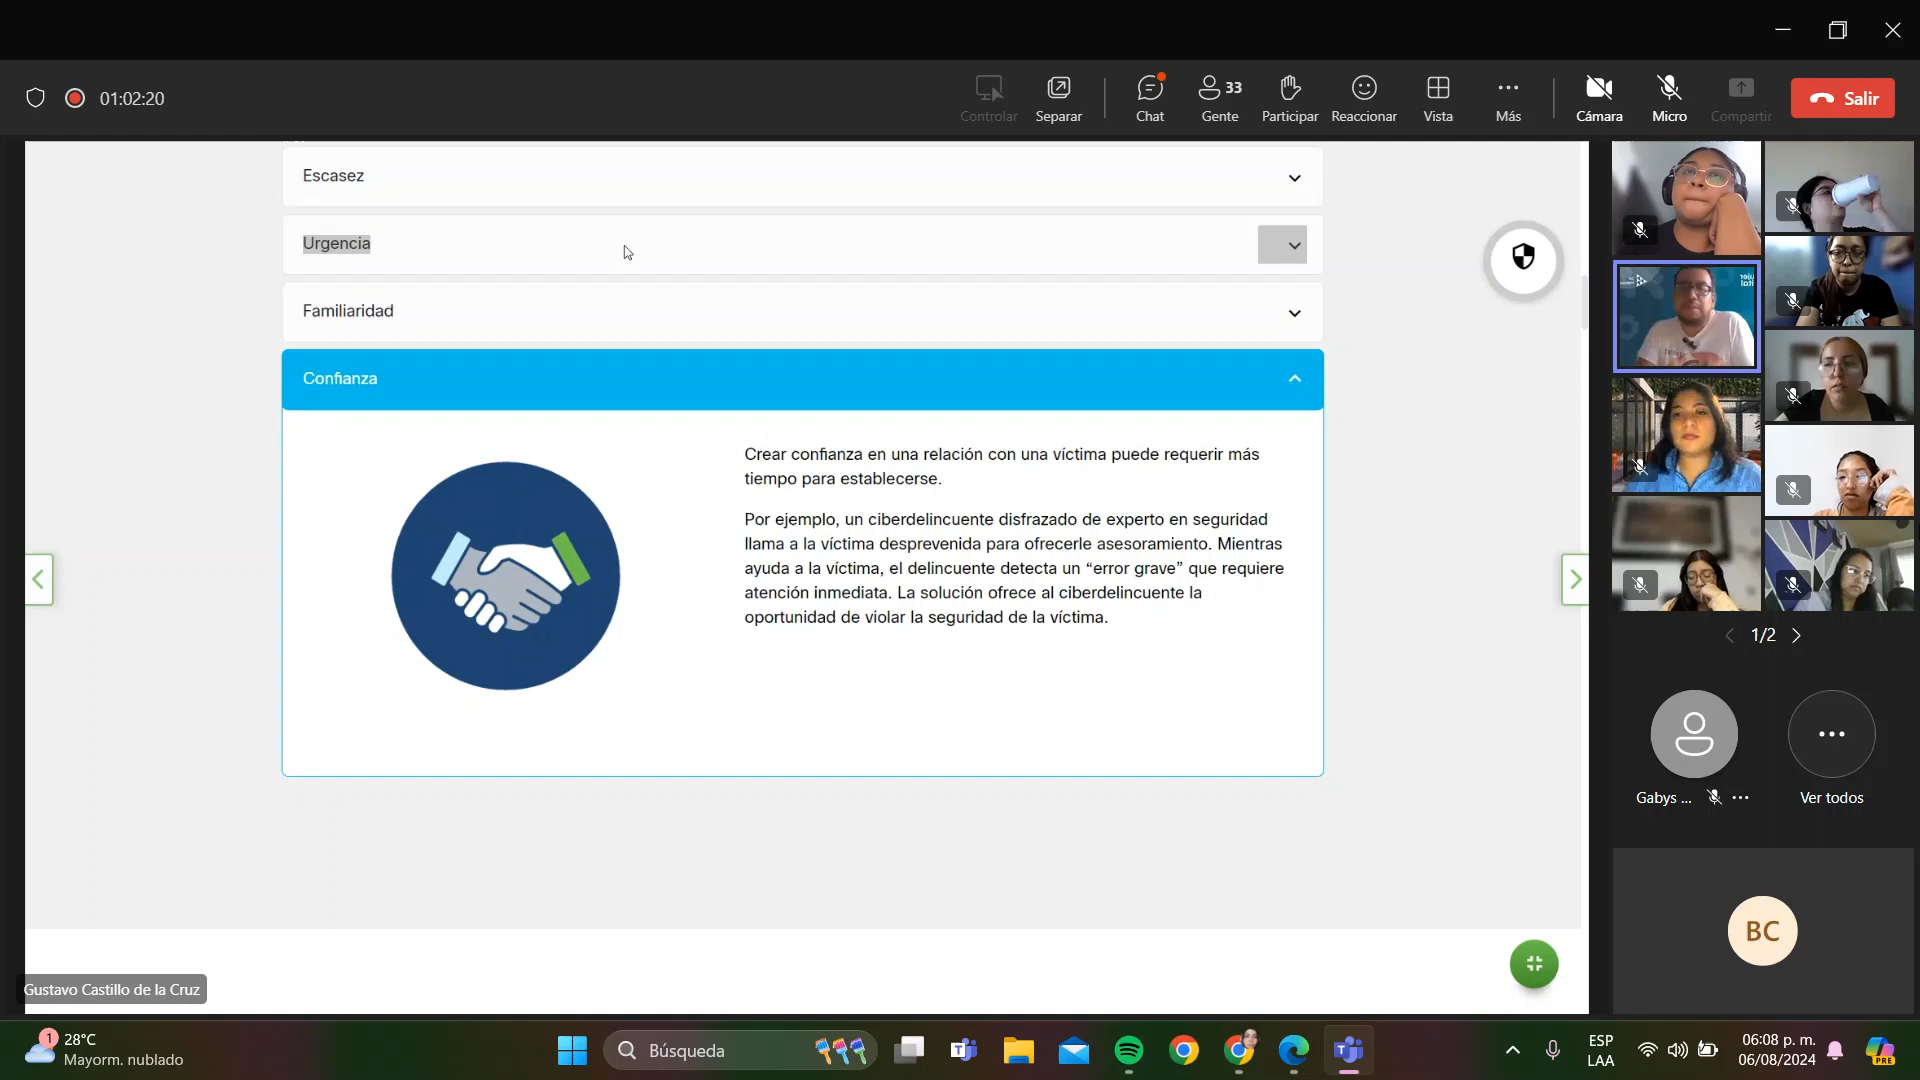 01:02:20
Controlar
Separar
Chat
33
Gente
Participar
Reaccionar
Vista
Más
Cámara
Micro
Compartir
Salir
Escasez
Urgencia
Familiaridad
Confianza
Crear confianza en una relación con una víctima puede requerir más
tiempo para establecerse.
Por ejemplo, un ciberdelincuente disfrazado de experto en seguridad
llama a la víctima desprevenida para ofrecerle asesoramiento. Mientras
ayuda a la víctima, el delincuente detecta un “error grave” que requiere
atención inmediata. La solución ofrece al ciberdelincuente la
oportunidad de violar la seguridad de la víctima.
1/2
Gabys ...
Ver todos
BC
Gustavo Castillo de la Cruz
1
28°C
Mayorm. nublado
Búsqueda
ESP
LAA
06:08 p. m.
06/08/2024
PRE